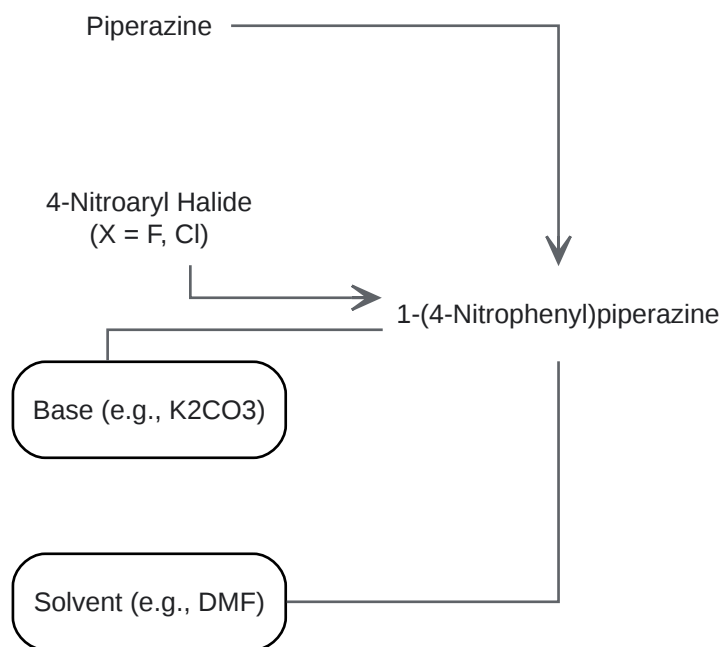 Piperazine
4-Nitroaryl Halide
(X = F, Cl)
1-(4-Nitrophenyl)piperazine
Base (e.g., K2CO3)
Solvent (e.g., DMF)